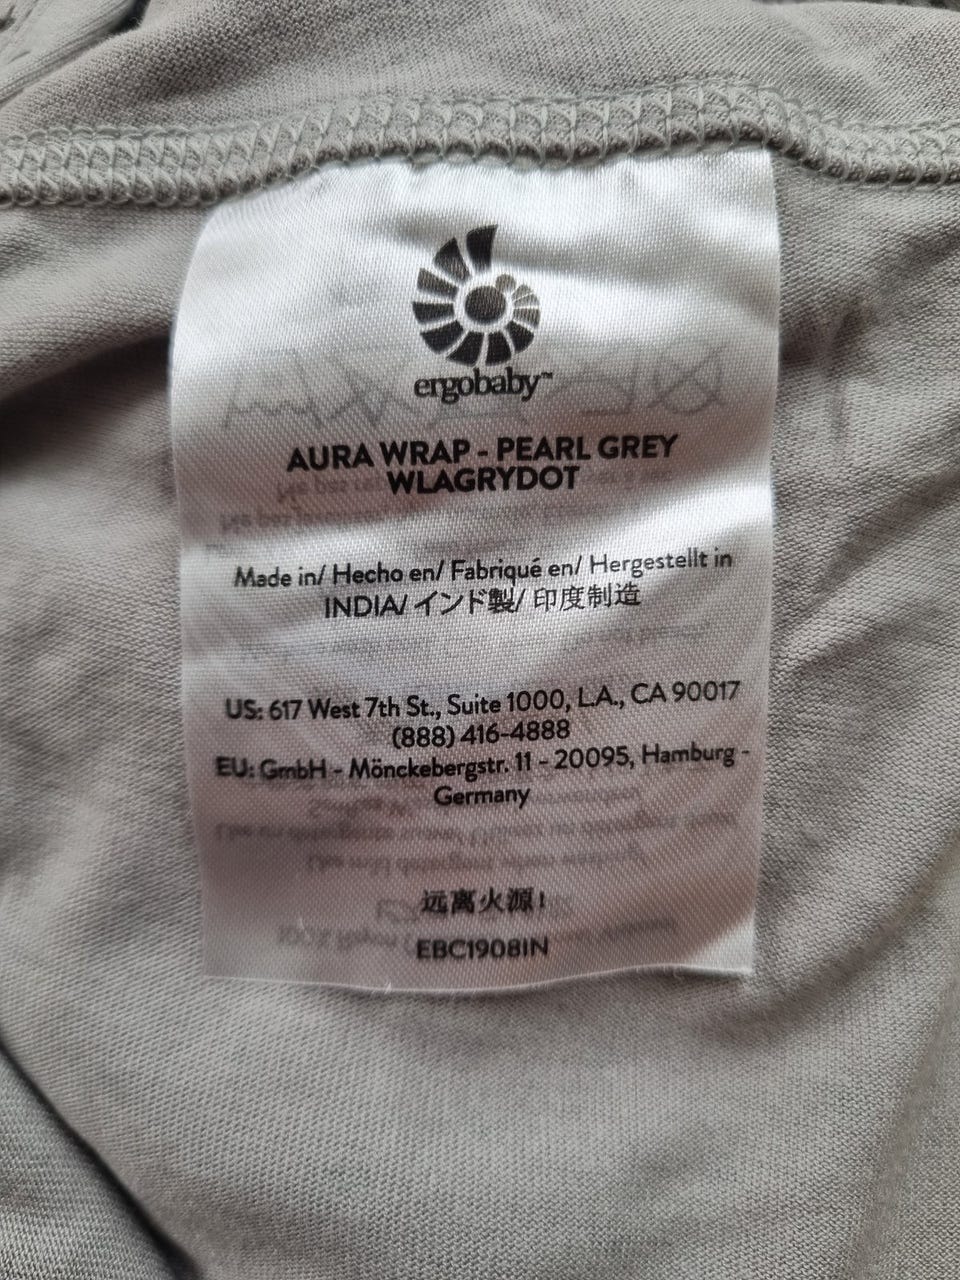 ergobaby™
AURA WRAP - PEARL GREY
WLAGRYDOT
Made in/ Hecho en/ Fabriqué en/ Hergestellt in
INDIA/ インド製/ 印度制造
US: 617 West 7th St., Suite 1000, L.A., CA 90017
(888) 416-4888
EU: GmbH - Mönckebergstr. 11 - 20095, Hamburg -
Germany
远离火源!
EBC1908IN